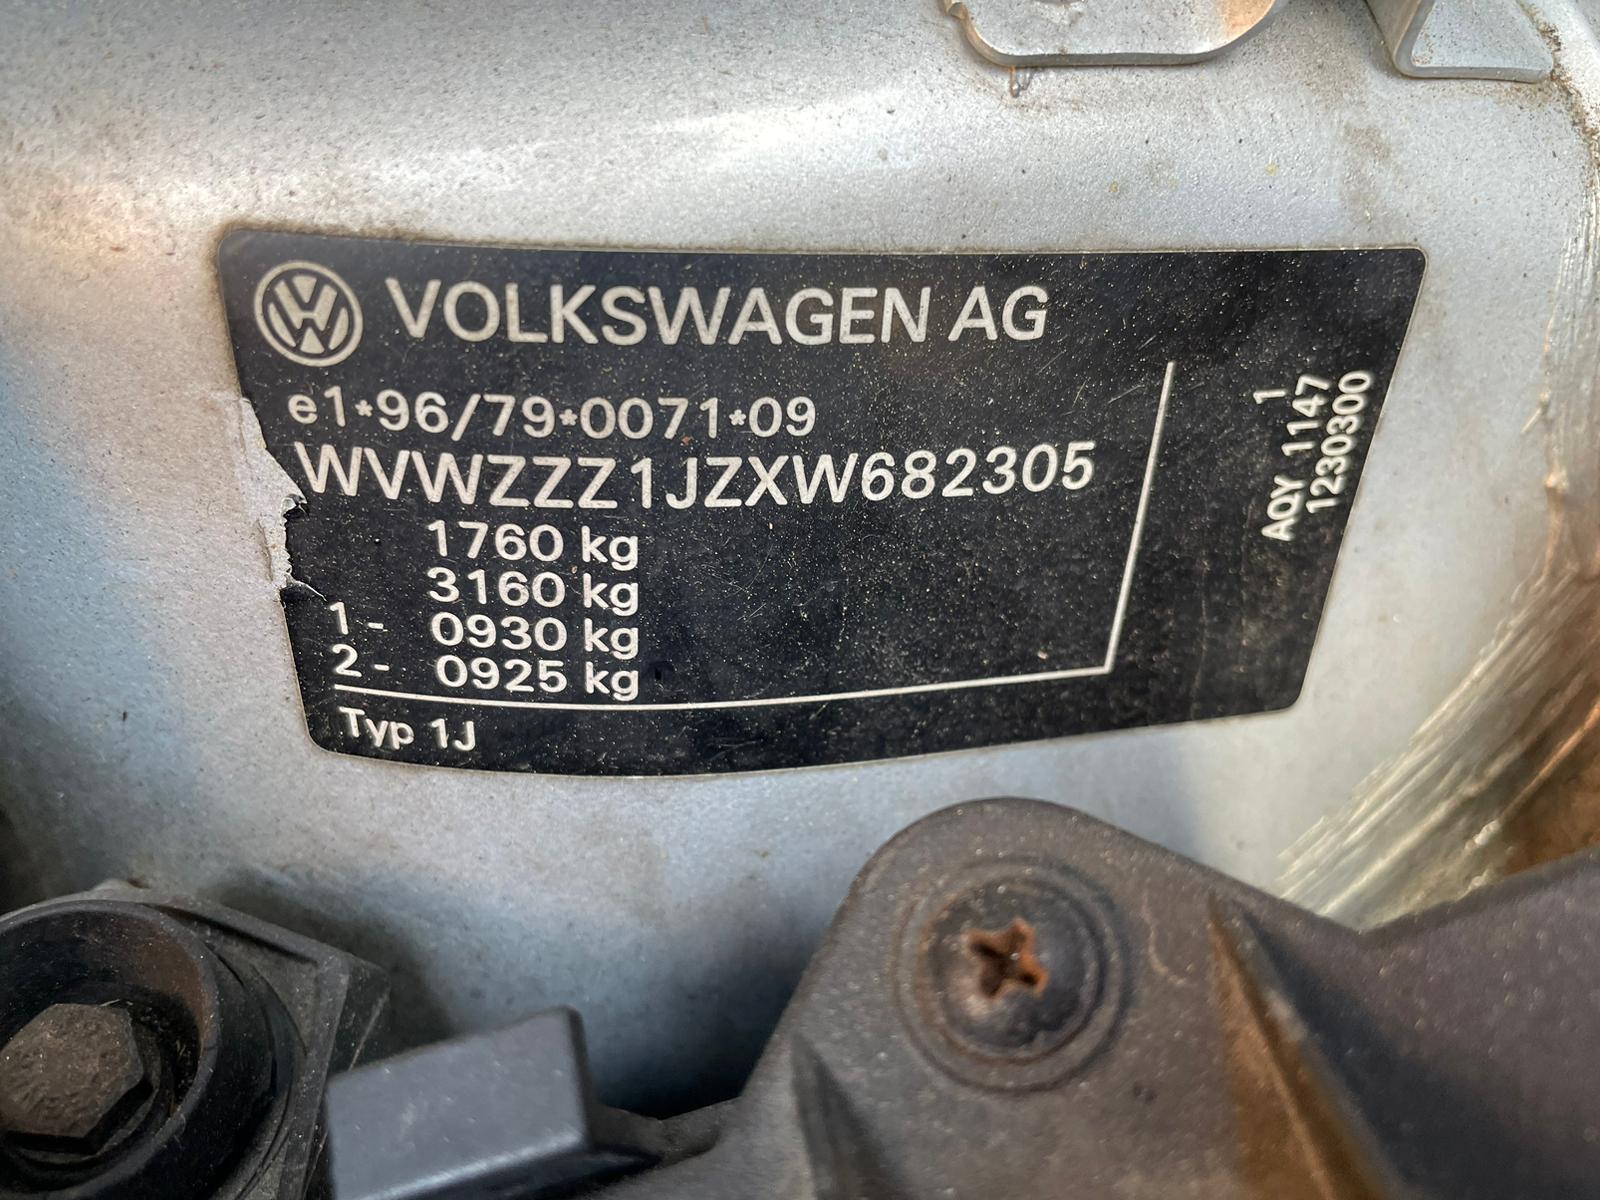 VOLKSWAGEN AG
e1*96/79*0071*09
WVWZZZ1JZXW682305
1760 kg
3160 kg
1- 0930 kg
2- 0925 kg
Typ 1J
1
AQY 1147
1230300